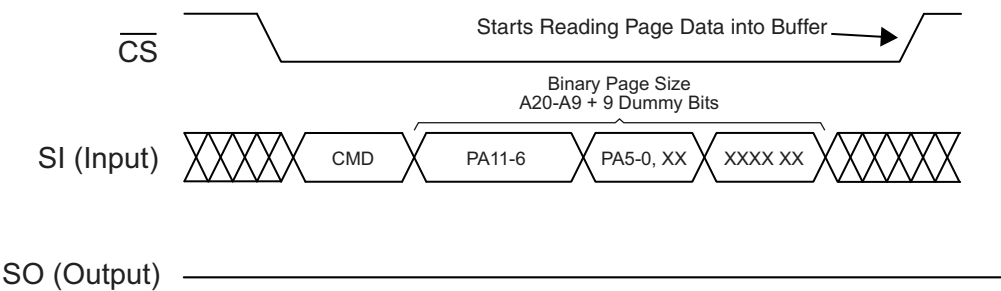 Starts Reading Page Data into Buffer
CS
Binary Page Size
A20-A9 + 9 Dummy Bits
SI (Input)
CMD
PA11-6
PA5-0, XX
XXXX XX
SO (Output)